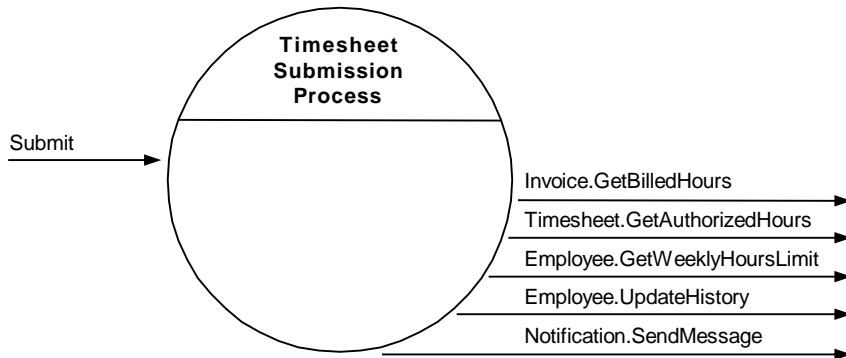 Timesheet
Submission
Process
Submit
Invoice.GetBilledHours
Timesheet.GetAuthorizedHours
Employee.GetWeeklyHoursLimit
Employee.UpdateHistory
Notification.SendMessage